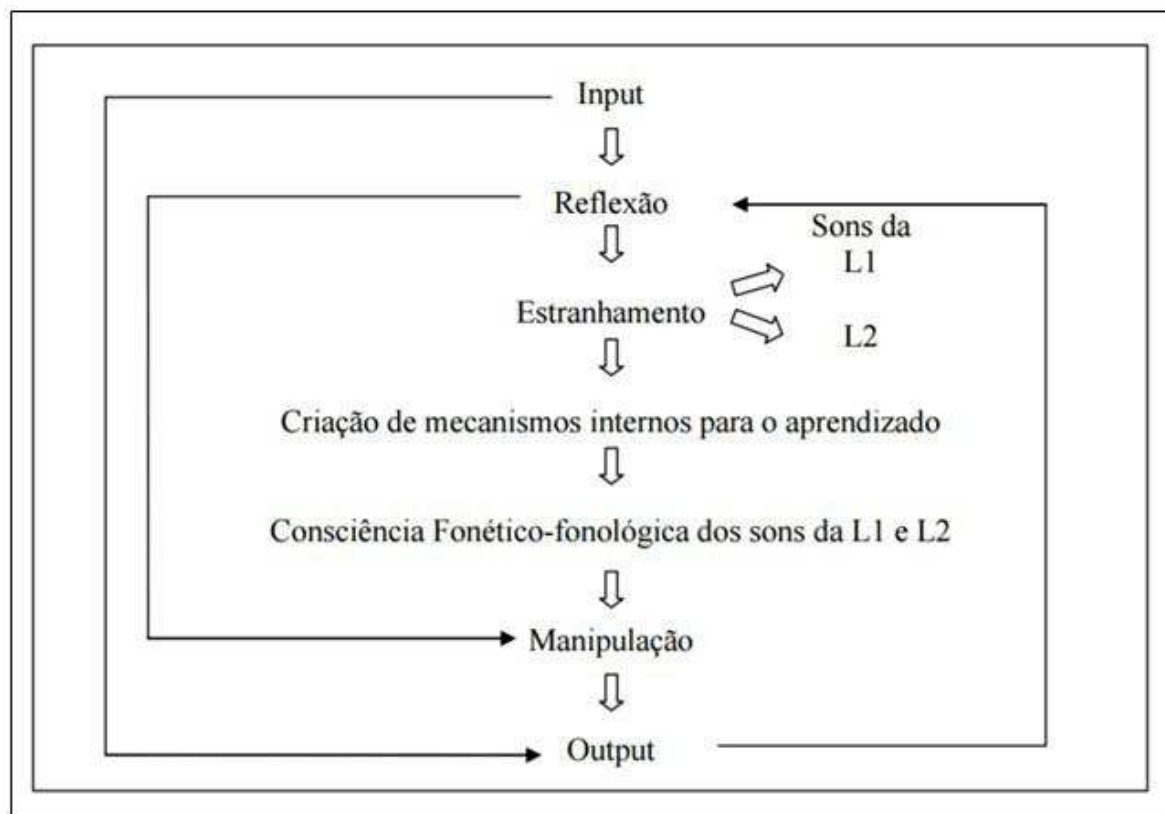 Input
Reflexão
Sons da
L1
Estranhamento
L2
Criação de mecanismos internos para o aprendizado
Consciência Fonético-fonológica dos sons da L1 e L2
Manipulação
Output